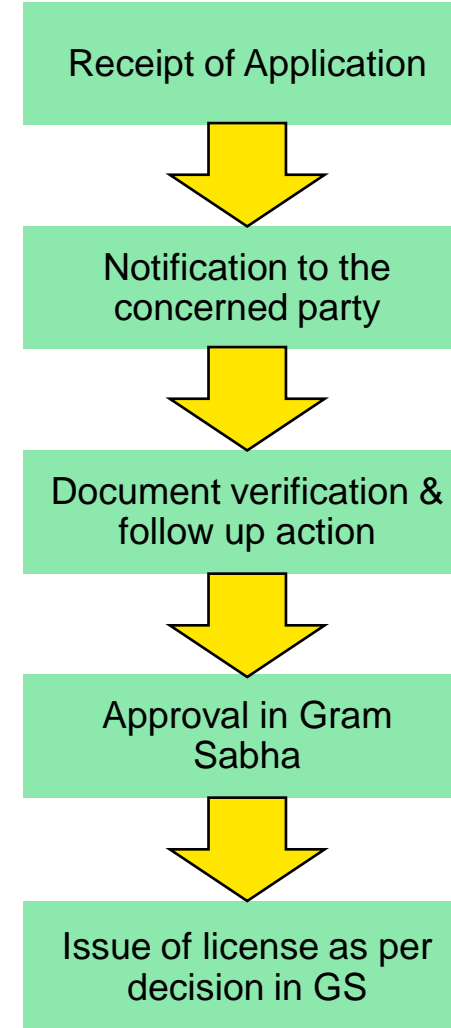 Receipt of Application
Notification to the
concerned party
Document verification &
follow up action
Approval in Gram
Sabha
Issue of license as per
decision in GS